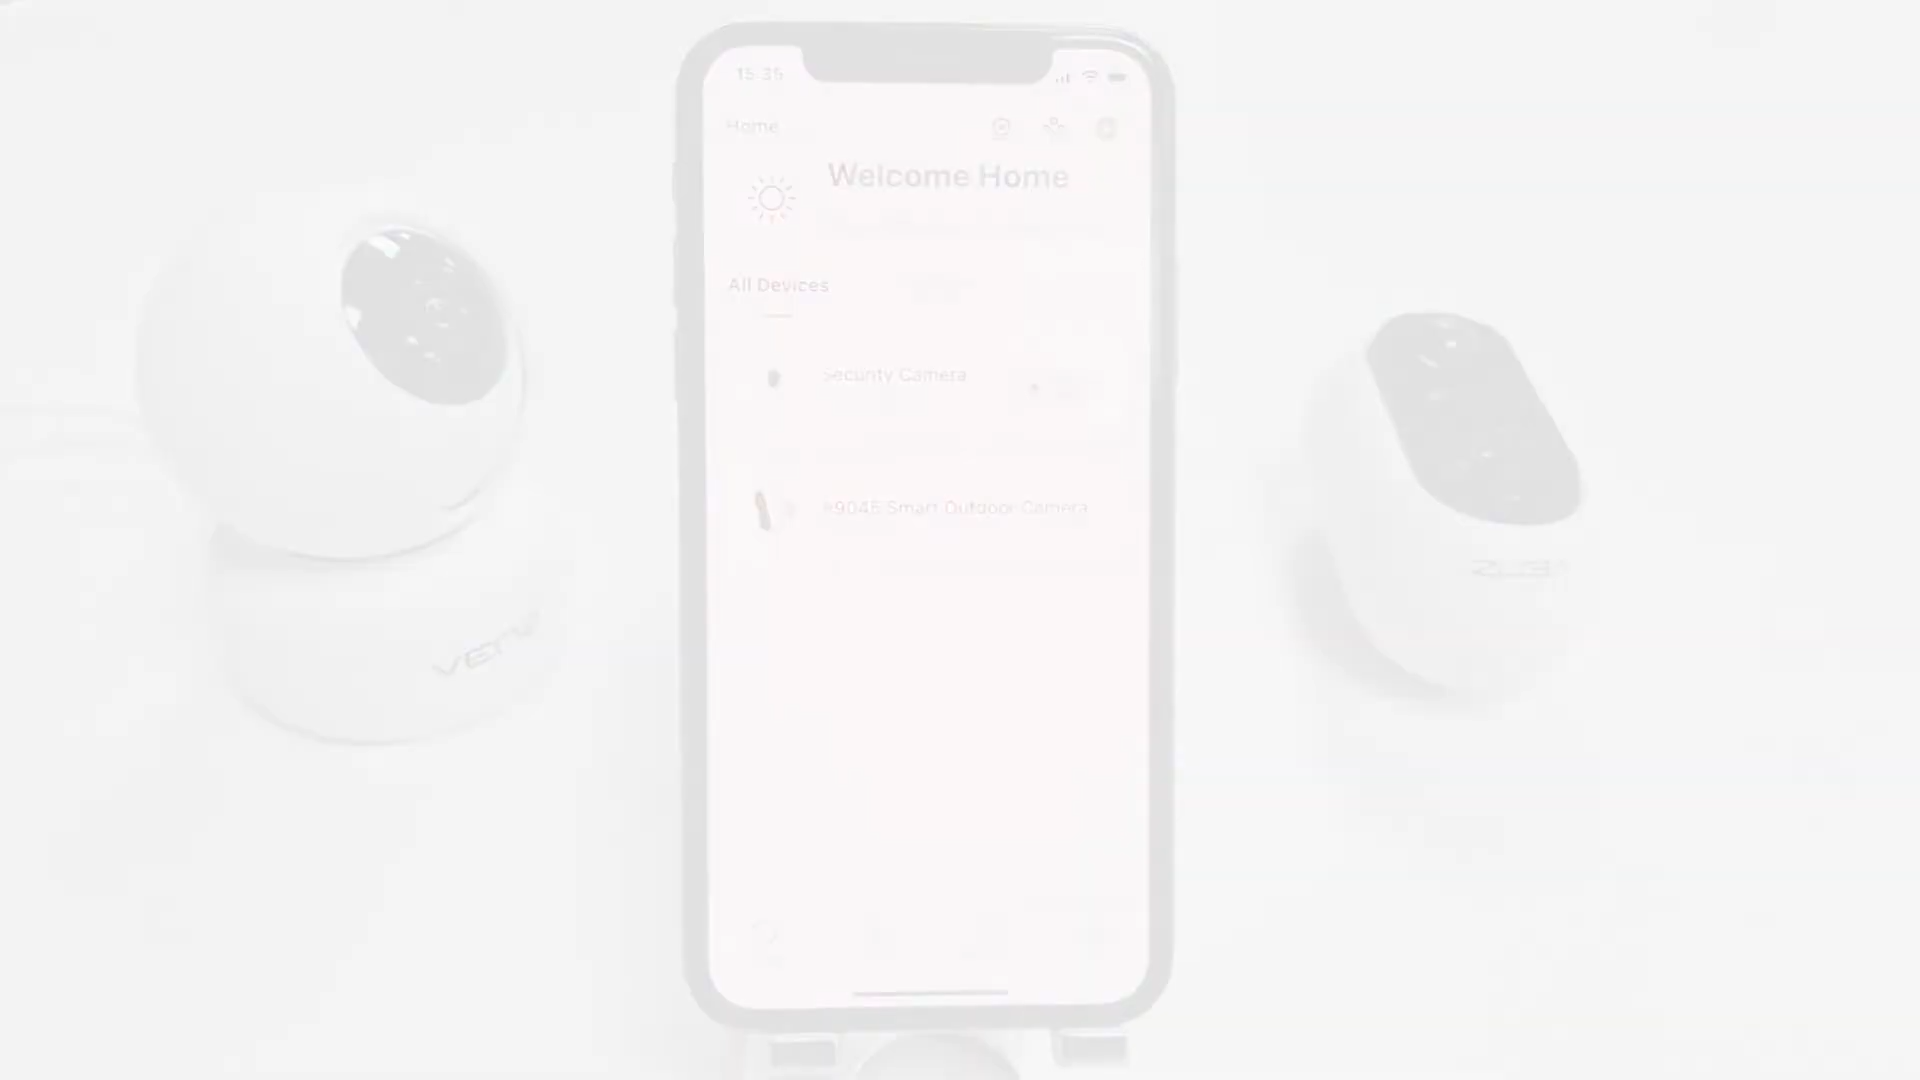 15:35
Home
Welcome Home
All Devices
Security Camera
Smart Outdoor Camera